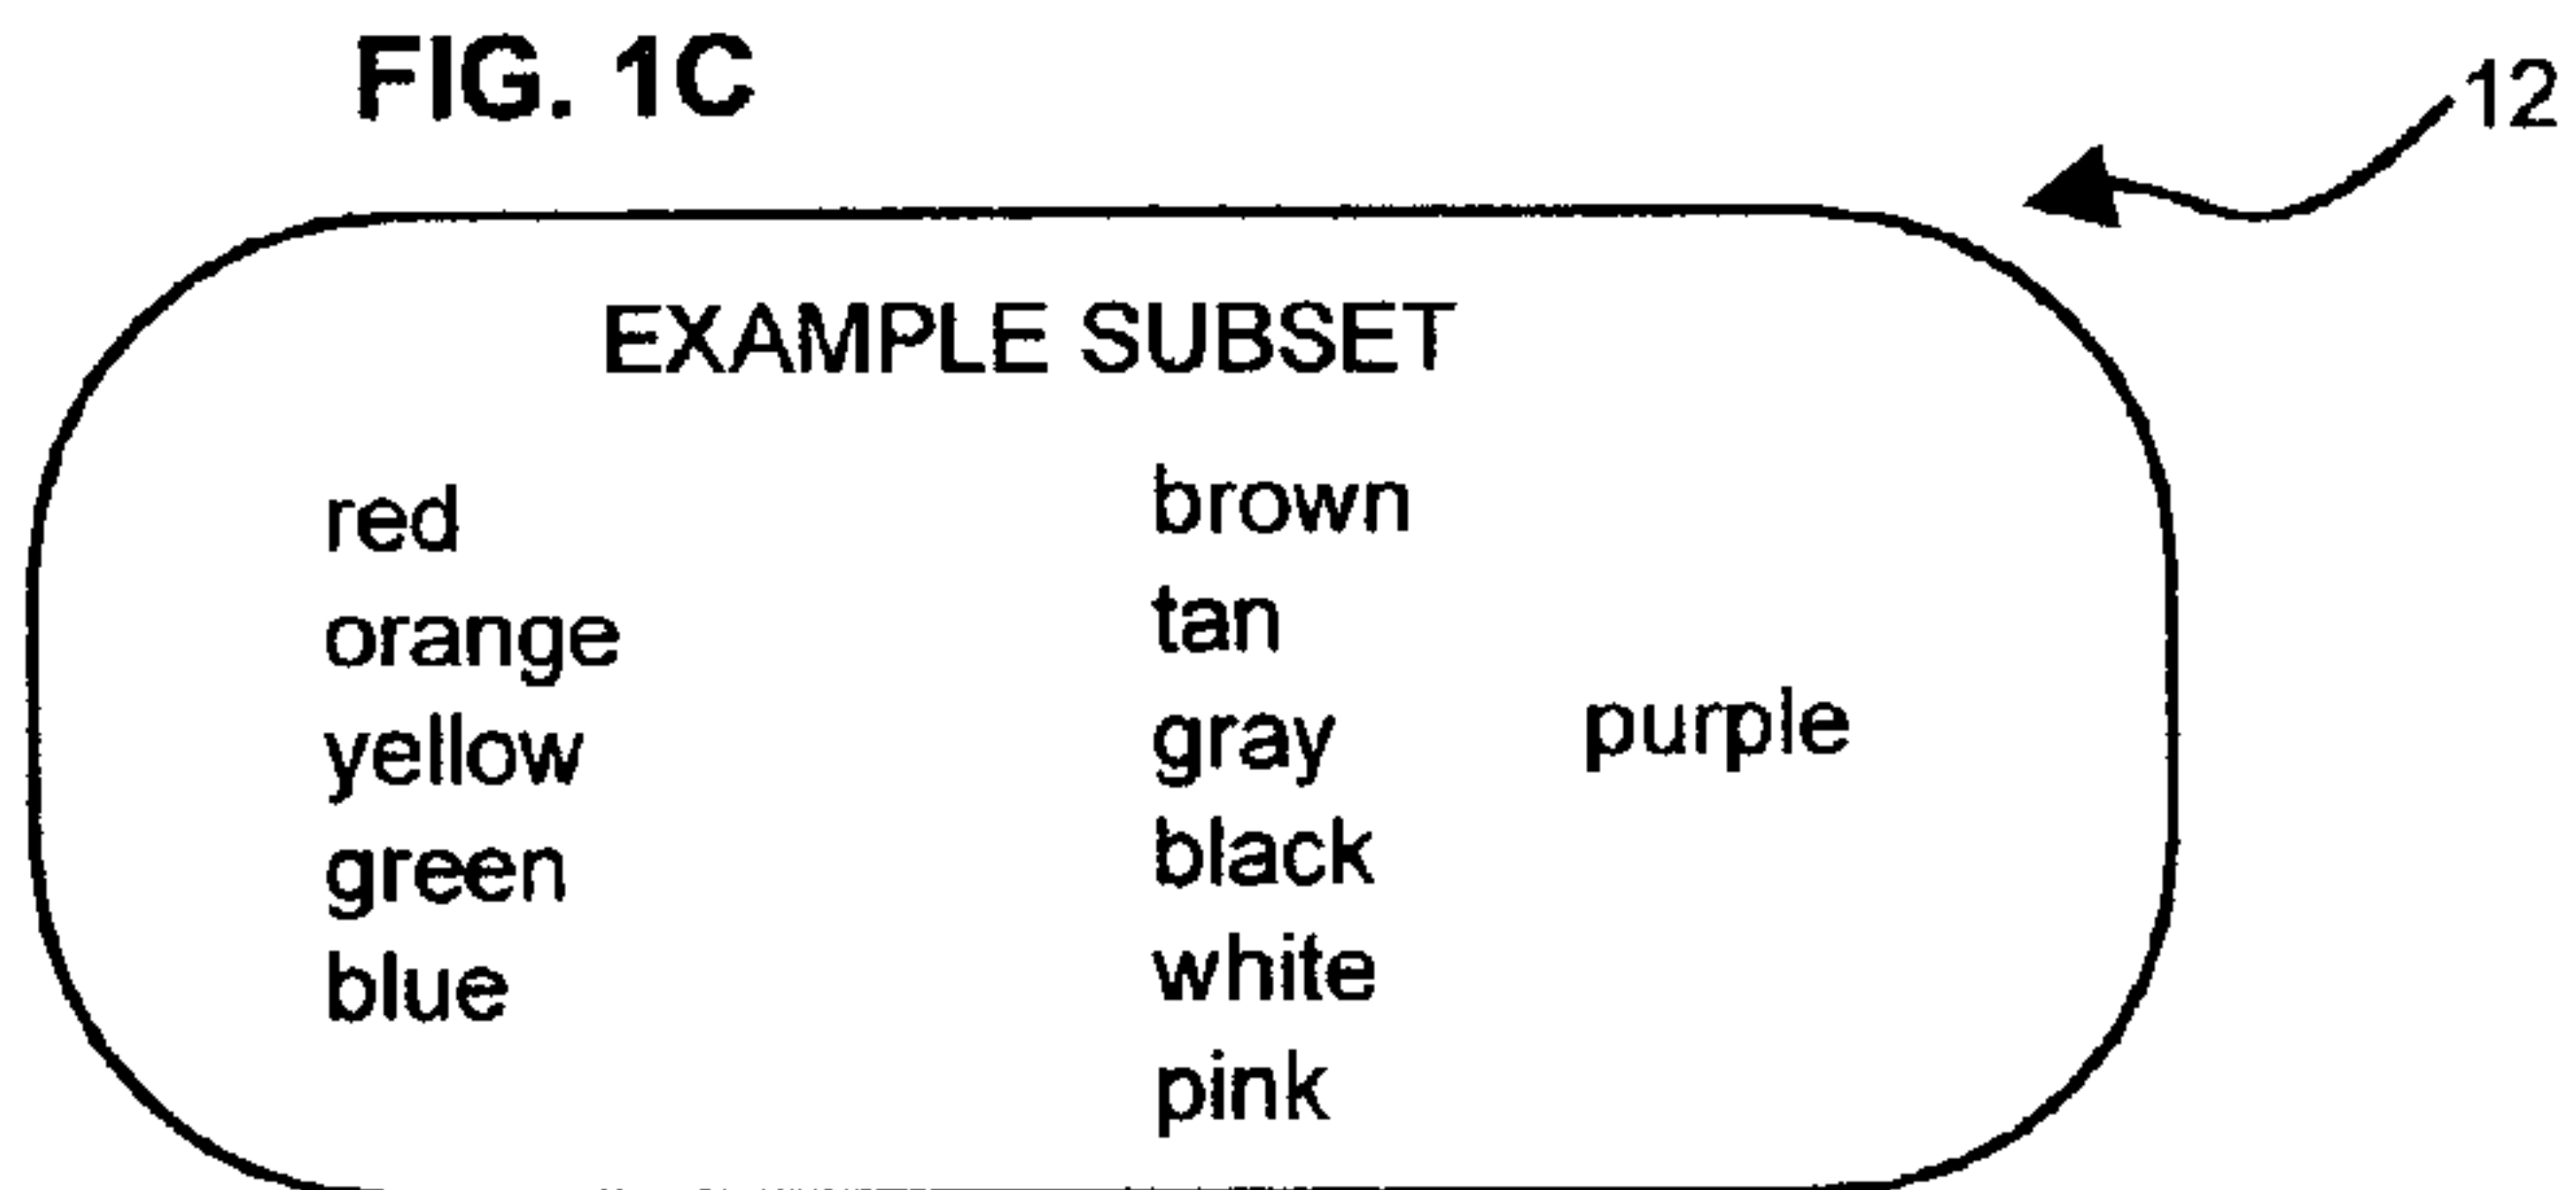 FIG. 1C
12
EXAMPLE SUBSET
red
orange
yellow
green
blue
brown
tan
gray
black
white
pink
purple